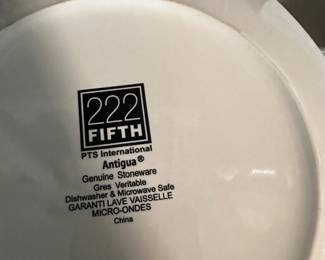 222
FIFTH
PTS International
Antigua®
Genuine Stoneware
Gres Veritable
Dishwasher & Microwave Safe
GARANTI LAVE VAISSELLE
MICRO-ONDES
China